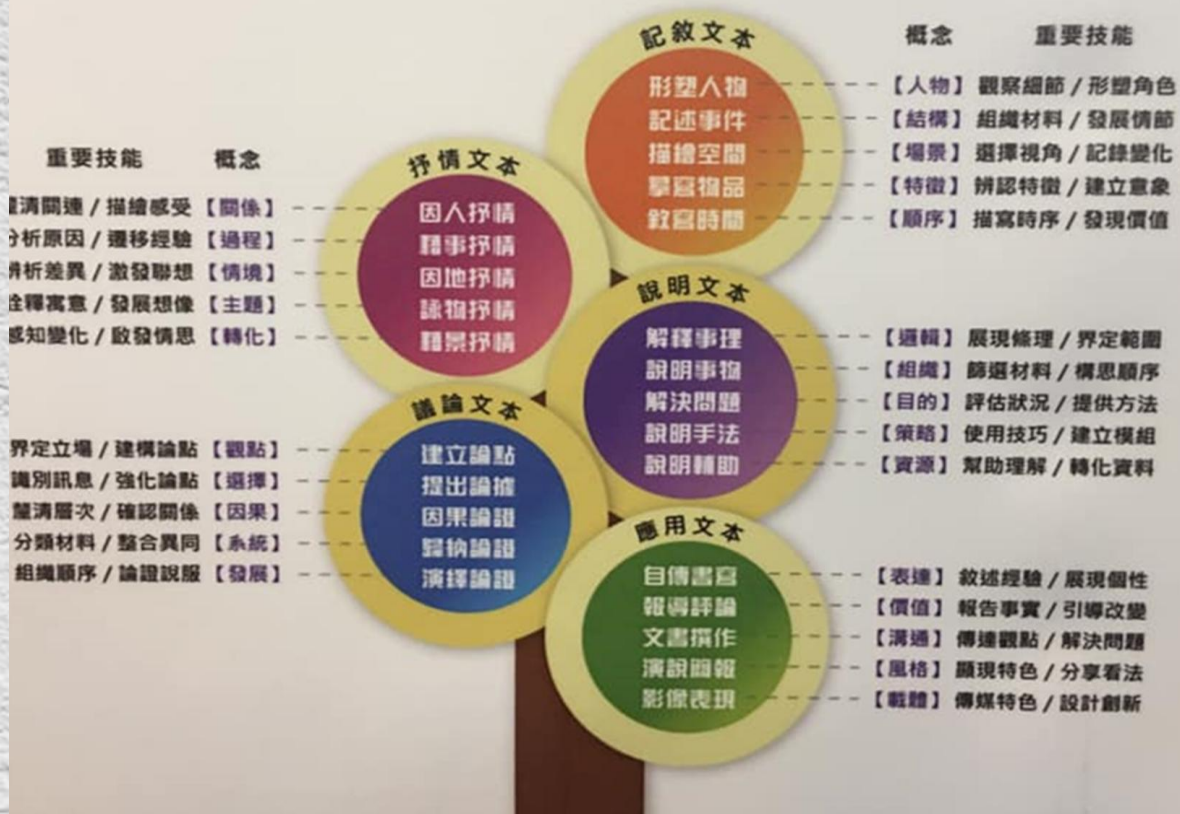 記敘文本
形塑人物
記述事件
描繪空間
摹寫物品
敘寫時間
概念 重要技能
【人物】 觀察細節 / 形塑角色
【結構】 組織材料 / 發展情節
【場景】 選擇視角 / 記錄變化
【特徵】 辨認特徵 / 建立意象
【順序】 描寫時序 / 發現價值
重要技能 概念
清關連 / 描繪感受 【關係】
分析原因 / 遷移經驗 【過程】
辨析差異 / 激發聯想 【情境】
詮釋寓意 / 發展想像 【主題】
感知變化 / 啟發情思 【轉化】
抒情文本
因人抒情
藉事抒情
因地抒情
詠物抒情
藉景抒情
說明文本
解釋事理
說明事物
解決問題
說明手法
說明輔助
【邏輯】 展現條理 / 界定範圍
【組織】 篩選材料 / 構思順序
【目的】 評估狀況 / 提供方法
【策略】 使用技巧 / 建立模組
【資源】 幫助理解 / 轉化資料
界定立場 / 建構論點 【觀點】
識別訊息 / 強化論點 【選擇】
釐清層次 / 確認關係 【因果】
分類材料 / 整合異同 【系統】
組織順序 / 論證說服 【發展】
議論文本
建立論點
提出論據
因果論證
歸納論證
演繹論證
應用文本
自傳書寫
報導評論
文書撰作
演說簡報
影像表現
【表達】 敘述經驗 / 展現個性
【價值】 報告事實 / 引導改變
【溝通】 傳達觀點 / 解決問題
【風格】 顯現特色 / 分享看法
【載體】 傳媒特色 / 設計創新